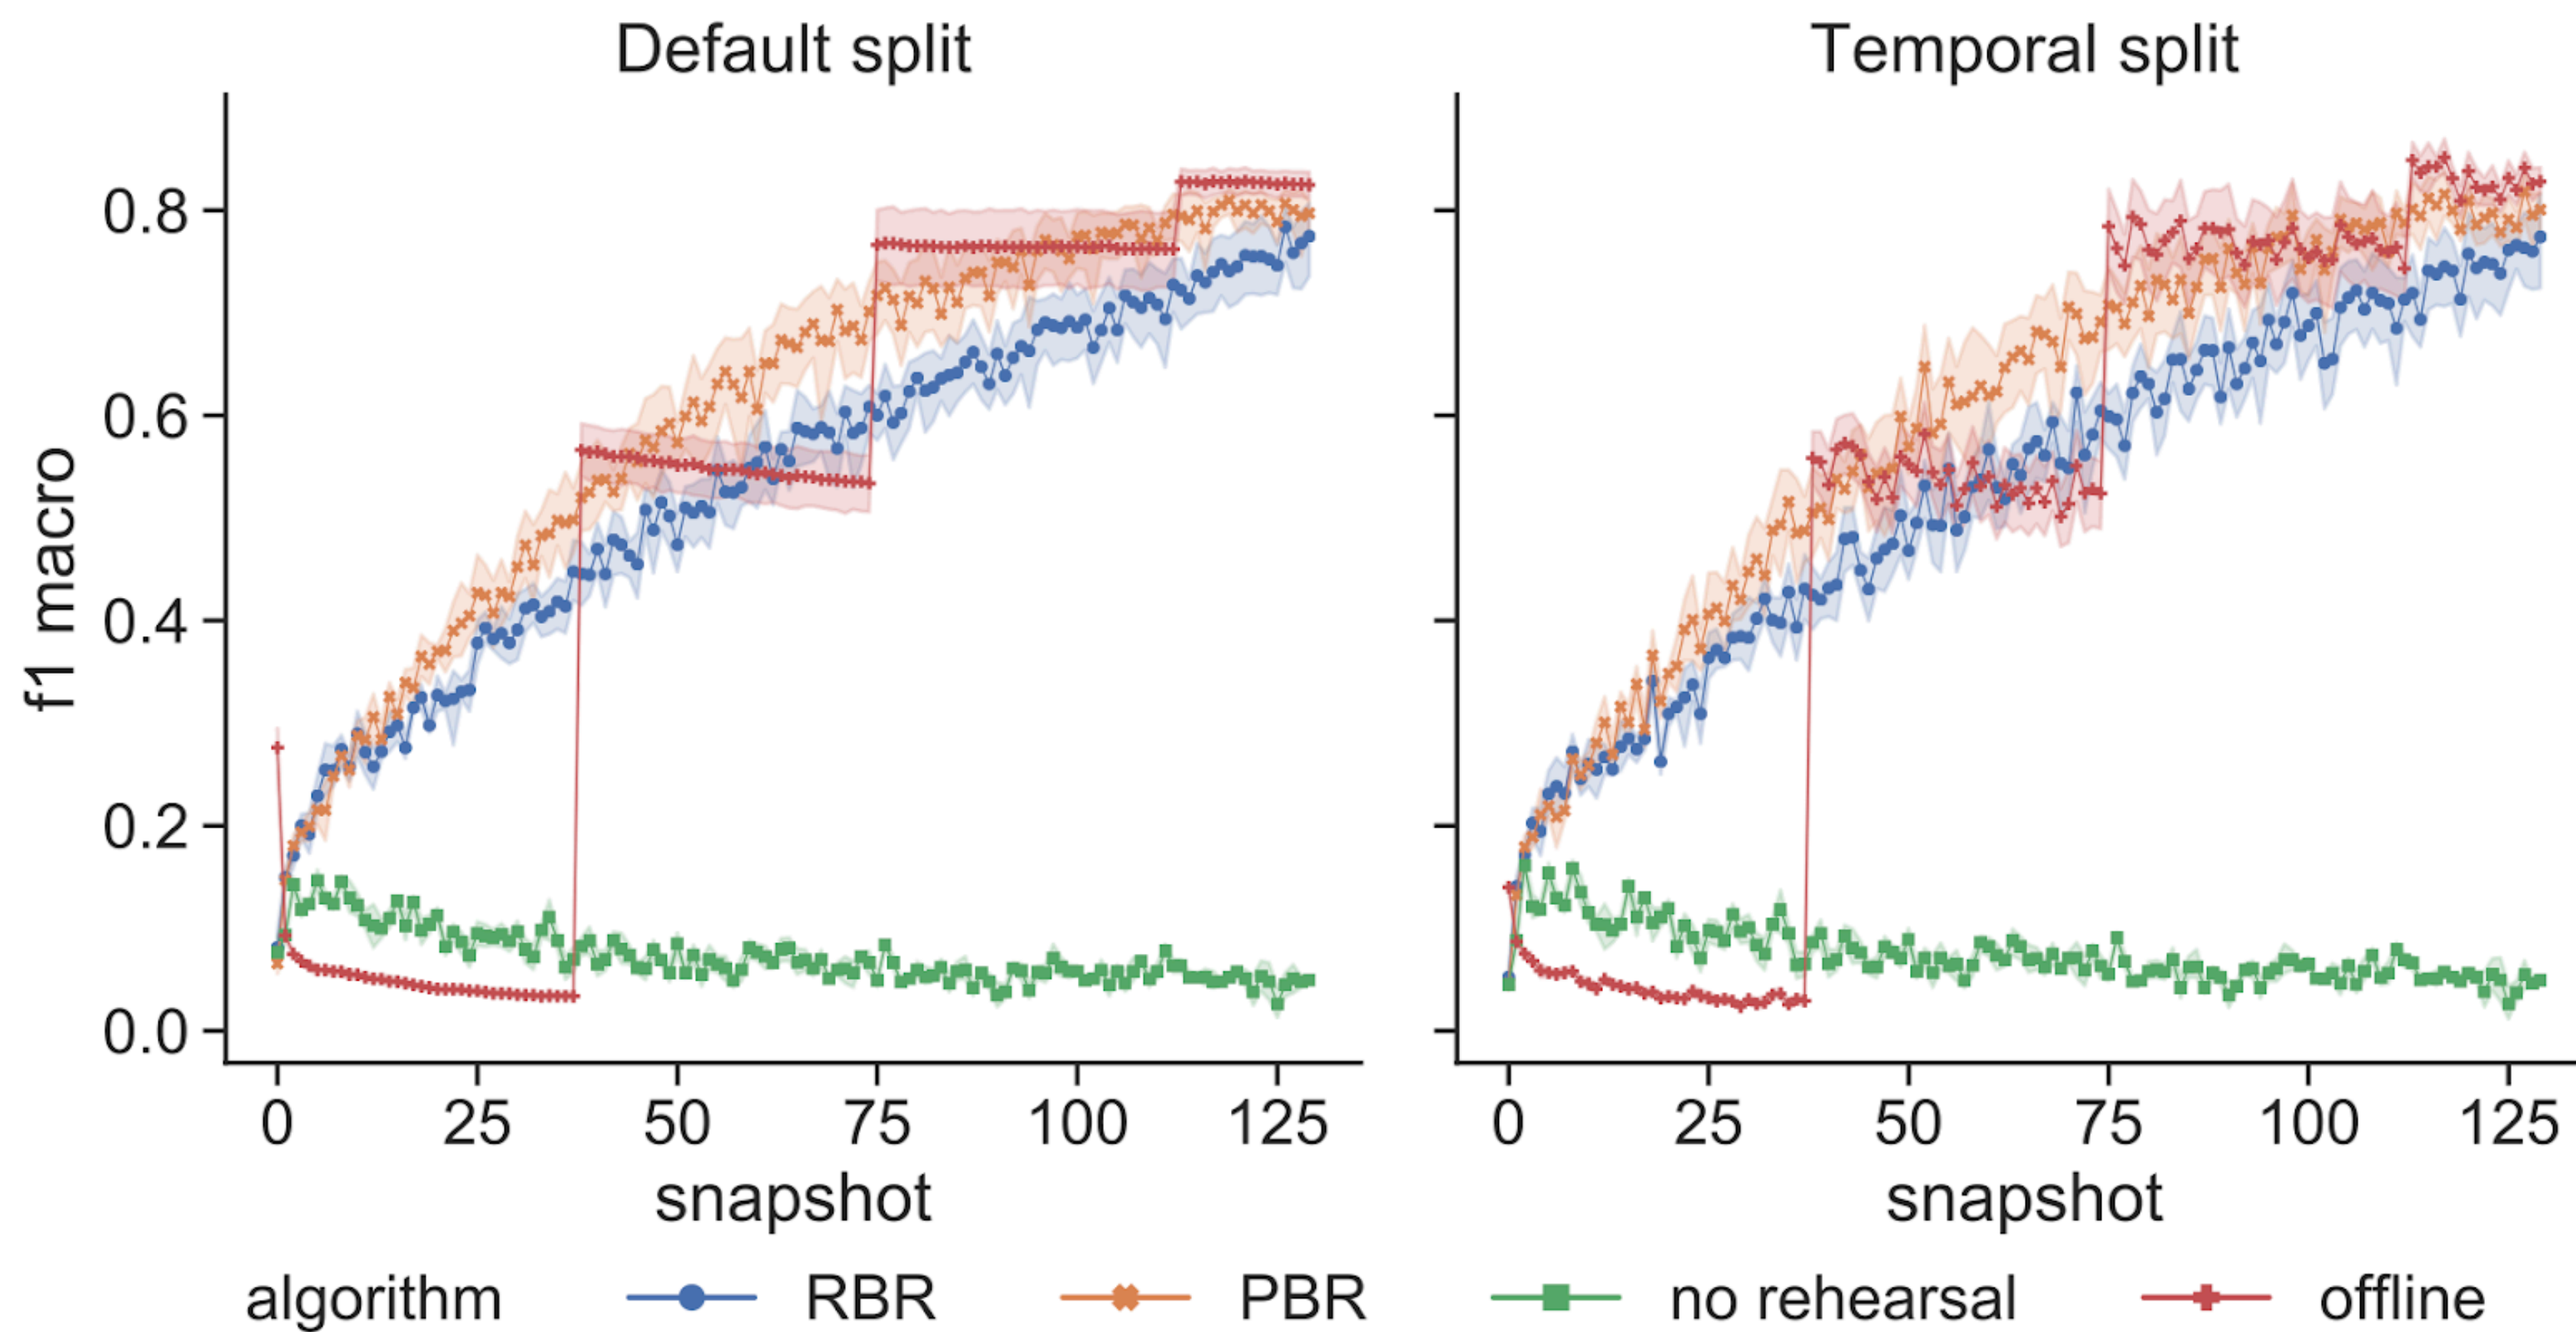 Default split
Temporal split
f1 macro
0.8
0.6
0.4
0.2
0.0
0 25 50 75 100 125
0 25 50 75 100 125
snapshot
snapshot
algorithm RBR PBR no rehearsal offline